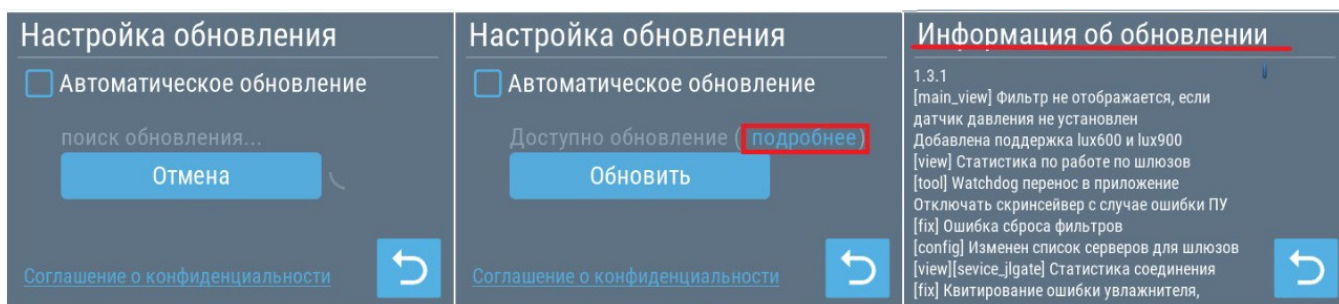 Настройка обновления
Автоматическое обновление
поиск обновления...
Отмена
Соглашение о конфиденциальности
Настройка обновления
Автоматическое обновление
Доступно обновление ( подробнее)
Обновить
Соглашение о конфиденциальности
Информация об обновлении
1.3.1
[main_view] Фильтр не отображается, если
датчик давления не установлен
Добавлена поддержка lux600 и lux900
[view] Статистика по работе по шлюзов
[tool] Watchdog перенос в приложение
Отключать скринсейвер с случае ошибки ПУ
[fix] Ошибка сброса фильтров
[config] Изменен список серверов для шлюзов
[view][sevice_jlgate] Статистика соединения
[fix] Квитирование ошибки увлажнителя,